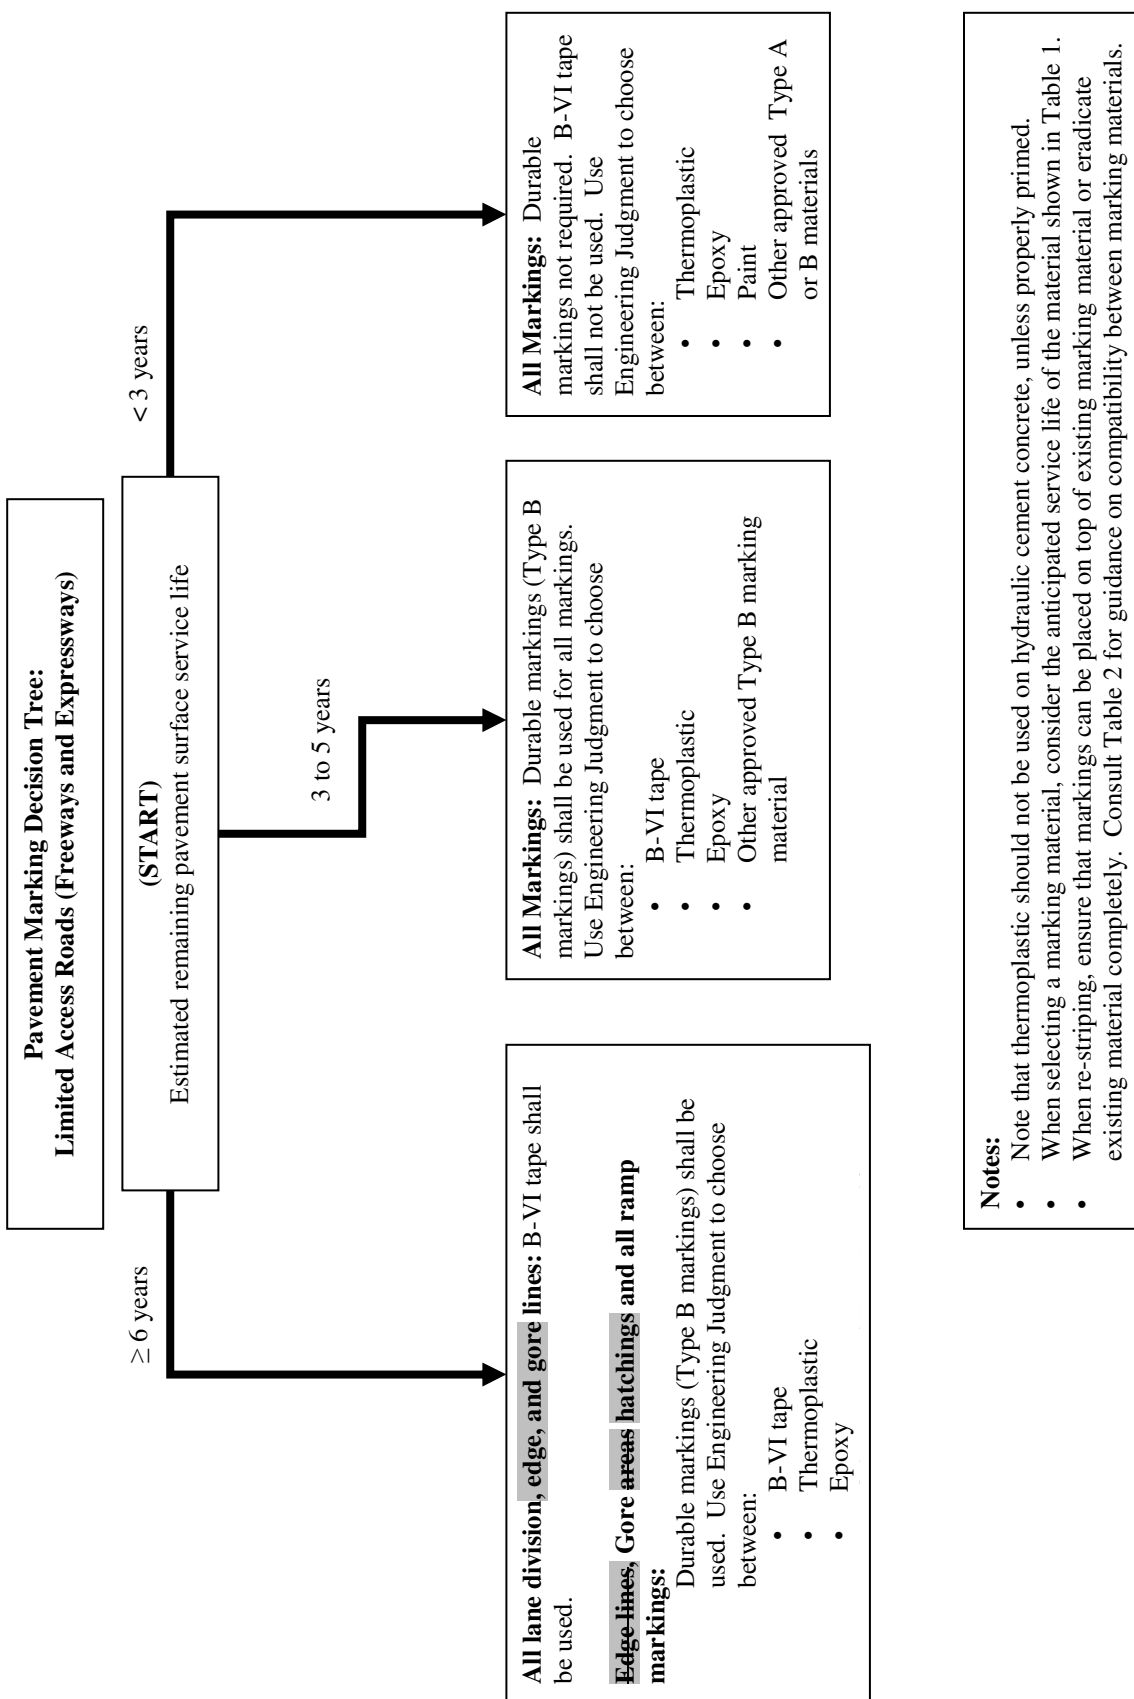 Pavement Marking Decision Tree:
Limited Access Roads (Freeways and Expressways)
(START)
Estimated remaining pavement surface service life
≥ 6 years
3 to 5 years
< 3 years
All lane division, edge, and gore lines: B-VI tape shall
be used.
Edge lines, Gore areas hatchings and all ramp
markings:
Durable markings (Type B markings) shall be
used. Use Engineering Judgment to choose
between:
• B-VI tape
• Thermoplastic
• Epoxy
All Markings: Durable markings (Type B
markings) shall be used for all markings.
Use Engineering Judgment to choose
between:
• B-VI tape
• Thermoplastic
• Epoxy
• Other approved Type B marking
material
All Markings: Durable
markings not required. B-VI tape
shall not be used. Use
Engineering Judgment to choose
between:
• Thermoplastic
• Epoxy
• Paint
• Other approved Type A
or B materials
Notes:
• Note that thermoplastic should not be used on hydraulic cement concrete, unless properly primed.
• When selecting a marking material, consider the anticipated service life of the material shown in Table 1.
• When re-striping, ensure that markings can be placed on top of existing marking material or eradicate
existing material completely. Consult Table 2 for guidance on compatibility between marking materials.